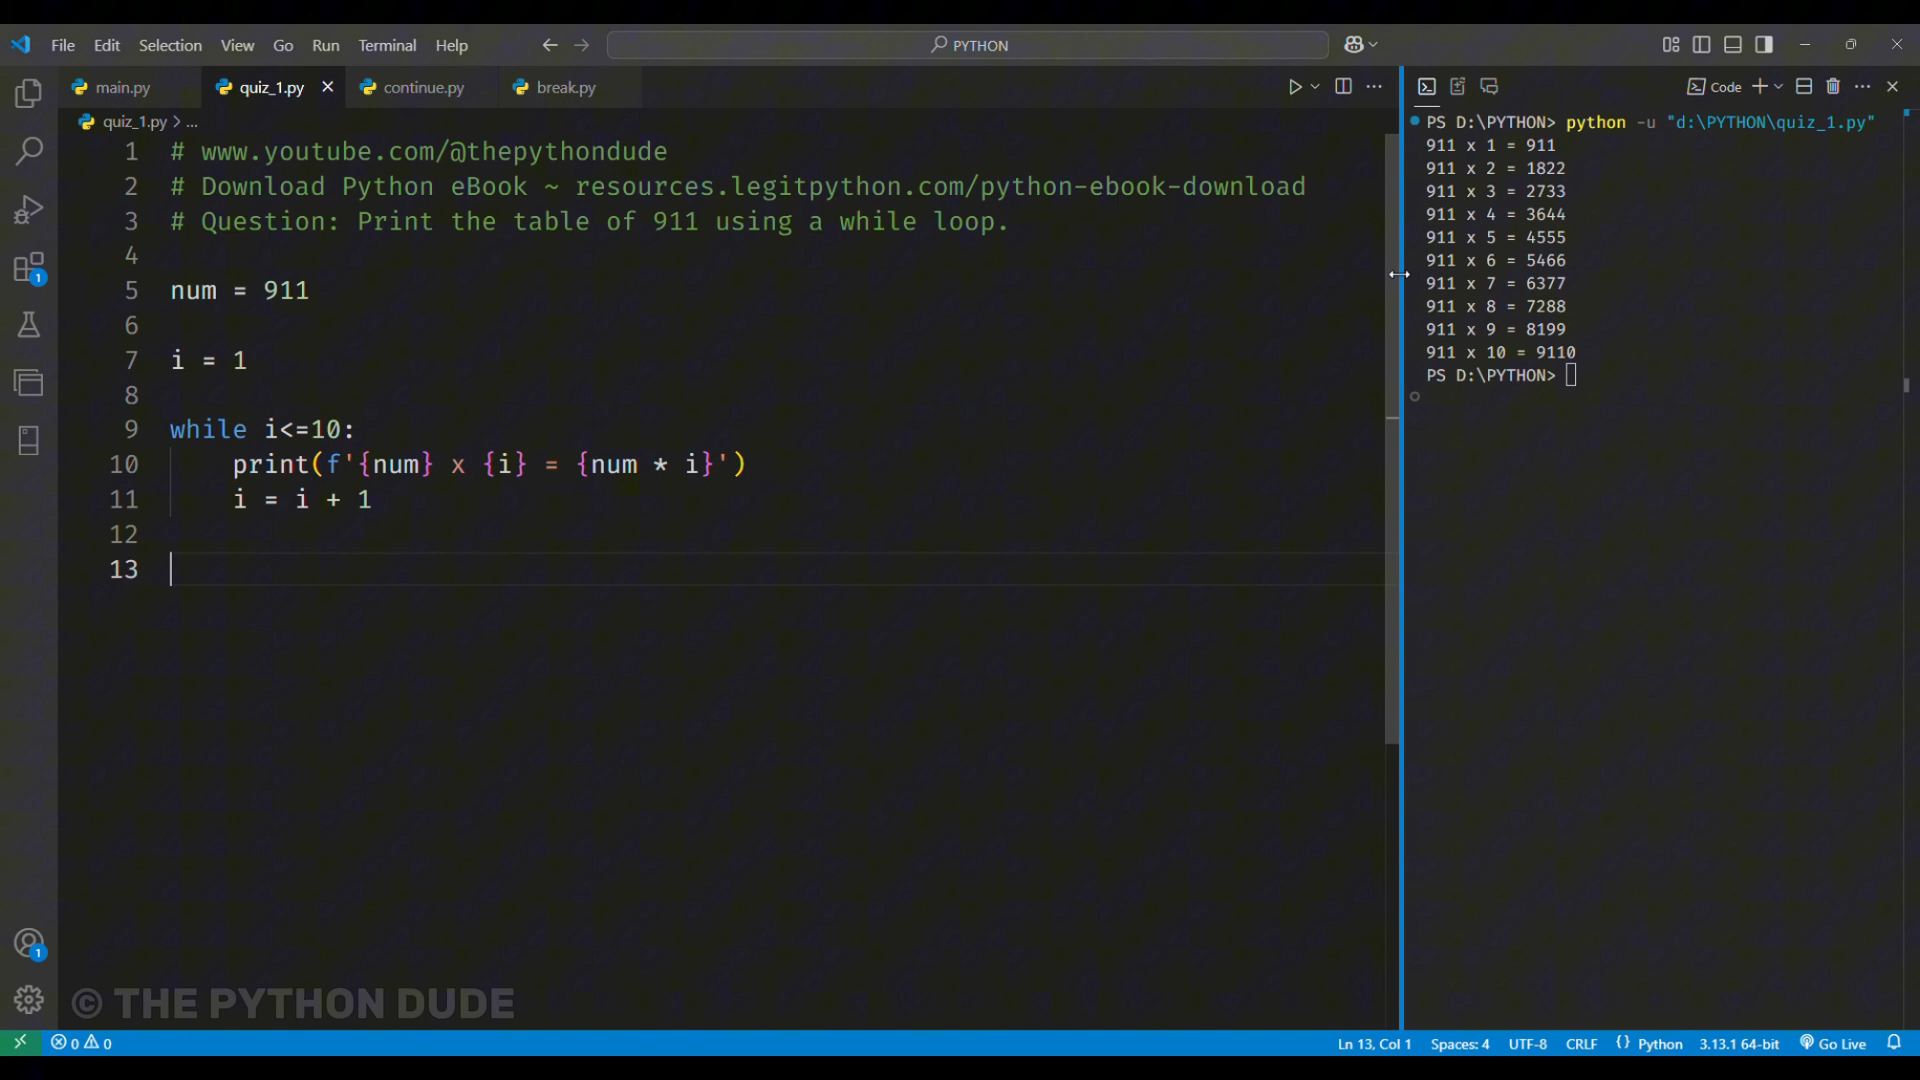 File Edit Selection View Go Run Terminal Help
PYTHON
main.py quiz_1.py continue.py break.py
Code
quiz_1.py > ...
1 # www.youtube.com/@thepythondude
2 # Download Python eBook ~ resources.legitpython.com/python-ebook-download
3 # Question: Print the table of 911 using a while loop.
4
5 num = 911
6
7 i = 1
8
9 while i<=10:
10 print(f'{num} x {i} = {num * i}')
11 i = i + 1
12
13
PS D:\PYTHON> python -u "d:\PYTHON\quiz_1.py"
911 x 1 = 911
911 x 2 = 1822
911 x 3 = 2733
911 x 4 = 3644
911 x 5 = 4555
911 x 6 = 5466
911 x 7 = 6377
911 x 8 = 7288
911 x 9 = 8199
911 x 10 = 9110
PS D:\PYTHON>
1
1
© THE PYTHON DUDE
0 0 Ln 13, Col 1 Spaces: 4 UTF-8 CRLF {} Python 3.13.1 64-bit Go Live